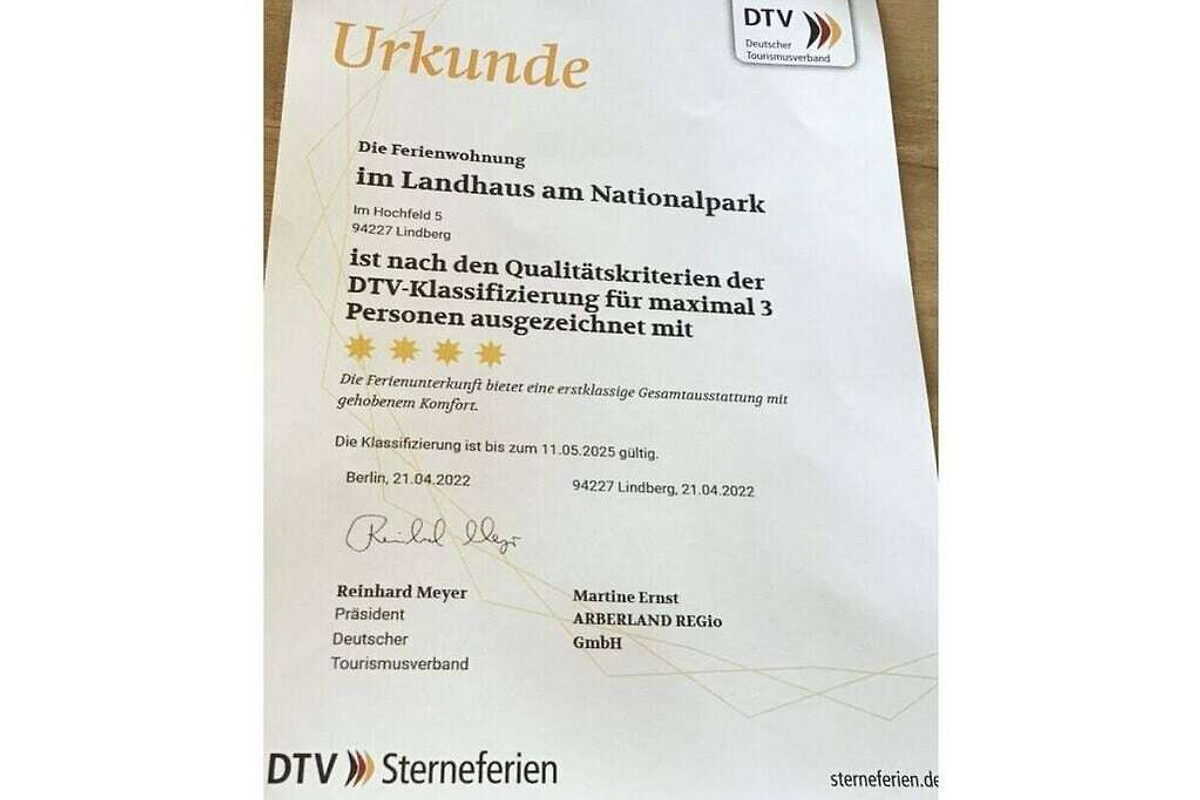 Urkunde
DTV
Deutscher
Tourismusverband
Die Ferienwohnung
im Landhaus am Nationalpark
Im Hochfeld 5
94227 Lindberg
ist nach den Qualitätskriterien der
DTV-Klassifizierung für maximal 3
Personen ausgezeichnet mit
Die Ferienunterkunft bietet eine erstklassige Gesamtausstattung mit
gehobenem Komfort.
Die Klassifizierung ist bis zum 11.05.2025 gültig.
Berlin, 21.04.2022
94227 Lindberg, 21.04.2022
Reinhard Meyer
Reinhard Meyer
Präsident
Deutscher
Tourismusverband
Martine Ernst
ARBERLAND REGio
GmbH
DTV Sterneferien
sterneferien.de